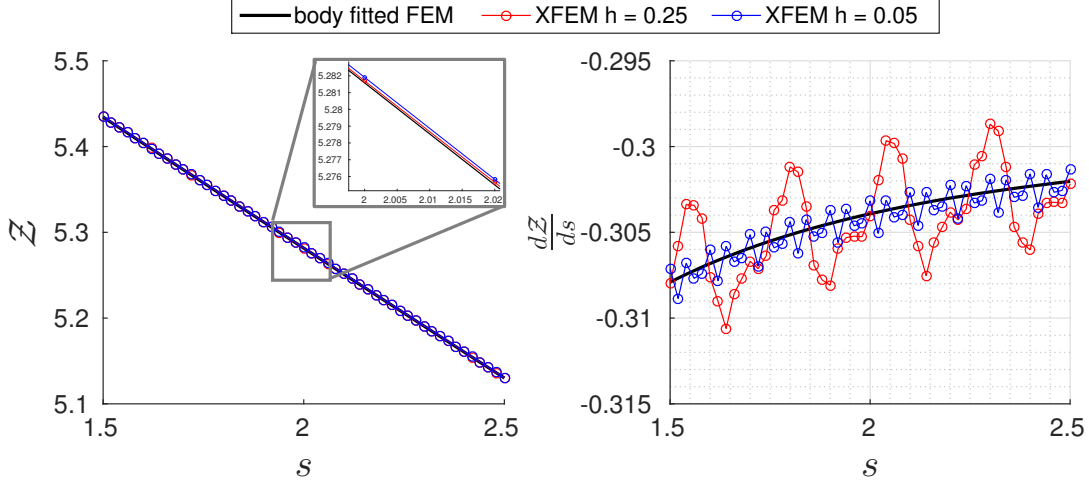 body fitted FEM XFEM h = 0.25 XFEM h = 0.05
5.5
5.4
5.3
5.2
5.1
1.5 2 2.5
Z
s
5.282
5.281
5.28
5.278
5.277
5.276
2 2.005 2.01 2.015 2.02
-0.295
-0.3
-0.305
-0.31
-0.315
1.5 2 2.5
dZ
ds
s